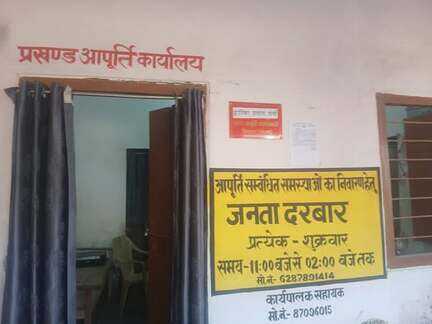 प्रखण्ड आपूर्ति कार्यालय
आपूर्ति सम्बंधित समस्याओं का निवारण हेतु
जनता दरबार
प्रत्येक - शुक्रवार
समय-11:00 बजे से 02:00 बजे तक
मो.नं.- 6287891414
कार्यपालक सहायक
मो.नं.- 87096015